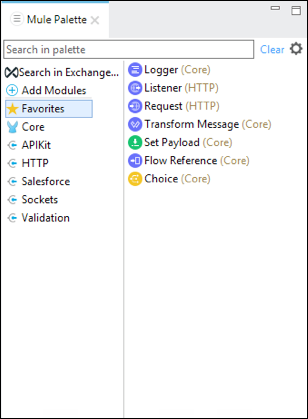 Mule Palette
Search in palette
Clear
Search in Exchange...
Add Modules
Favorites
Core
APIKit
HTTP
Salesforce
Sockets
Validation
Logger (Core)
Listener (HTTP)
Request (HTTP)
Transform Message (Core)
Set Payload (Core)
Flow Reference (Core)
Choice (Core)